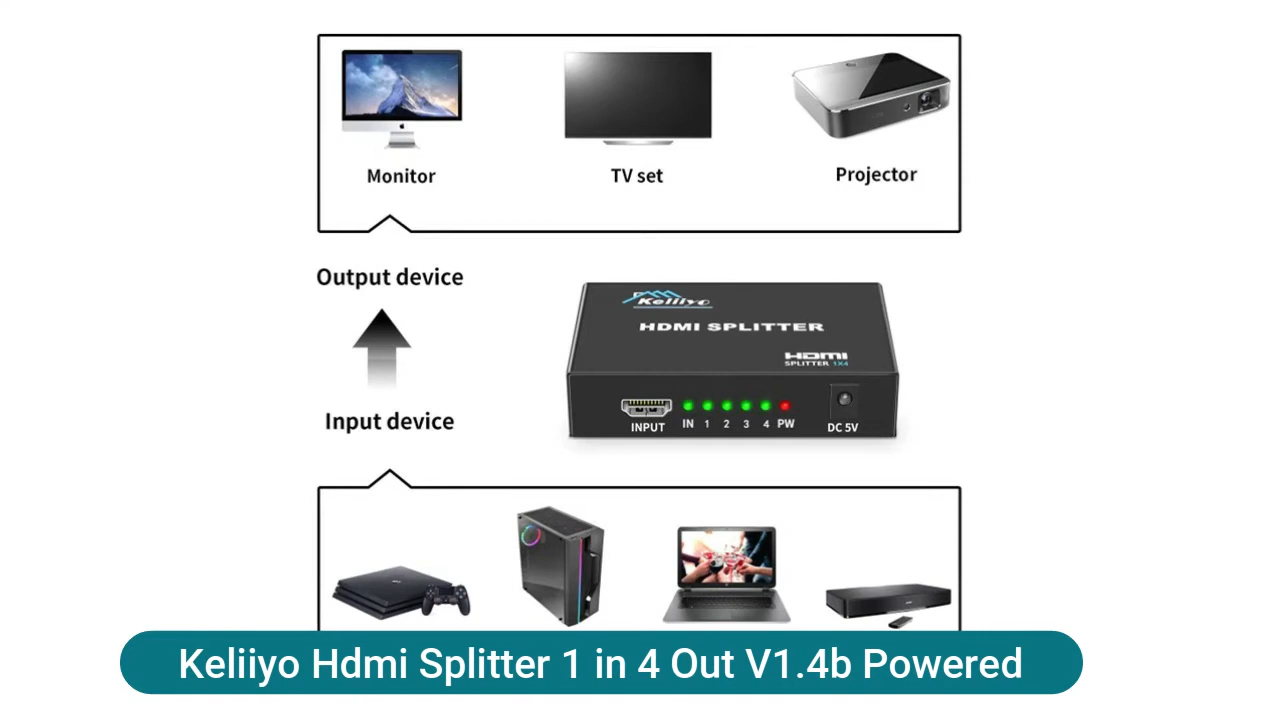 Monitor
TV set
Projector
Output device
Keliiyo
HDMI SPLITTER
HDMI
SPLITTER 1X4
Input device
INPUT
IN 1 2 3 4 PW
DC 5V
Keliiyo Hdmi Splitter 1 in 4 Out V1.4b Powered